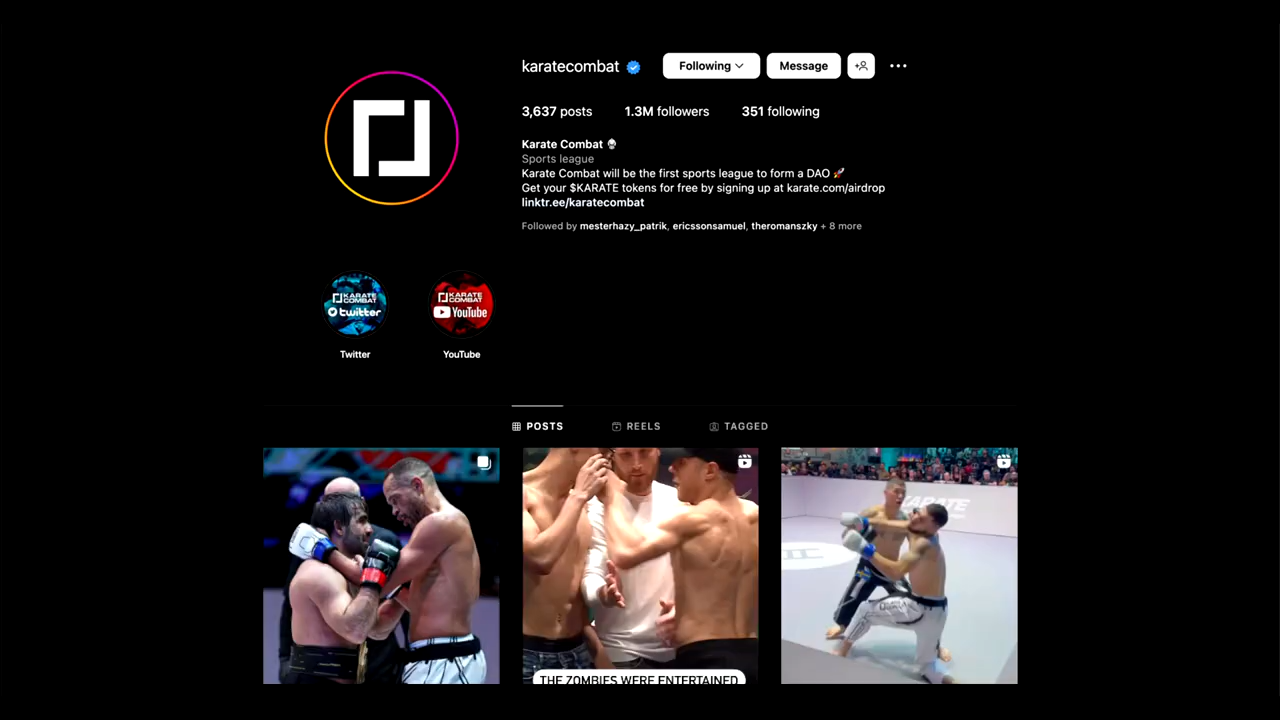 karatecombat
Following
Message
3,637 posts
1.3M followers
351 following
Karate Combat
Sports league
Karate Combat will be the first sports league to form a DAO 🚀
Get your $KARATE tokens for free by signing up at karate.com/airdrop
linktr.ee/karatecombat
Followed by mesterhazy_patrik, ericssonsamuel, theromanszky + 8 more
KARATE
COMBAT
twitter
KARATE
COMBAT
YouTube
Twitter
YouTube
POSTS
REELS
TAGGED
KARATE
THE ZOMBIES WERE ENTERTAINED